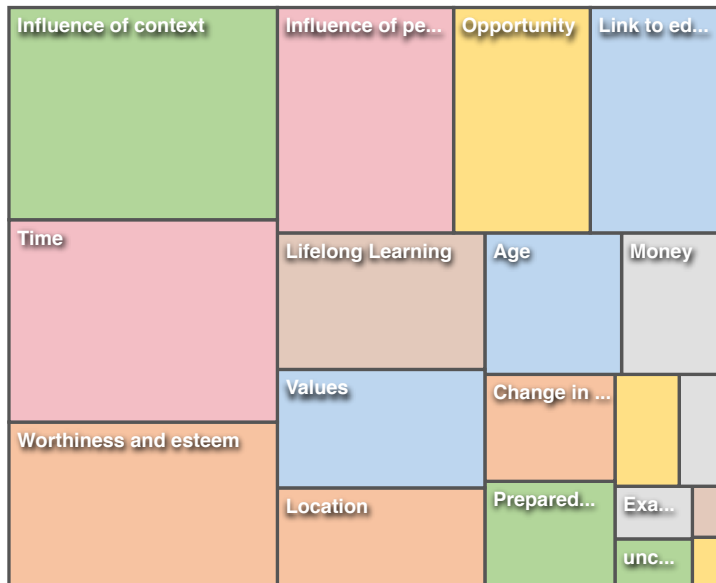 Influence of context
Influence of pe...
Opportunity
Link to ed...
Time
Lifelong Learning
Age
Money
Values
Change in ...
Worthiness and esteem
Location
Prepared...
Exa...
unc...